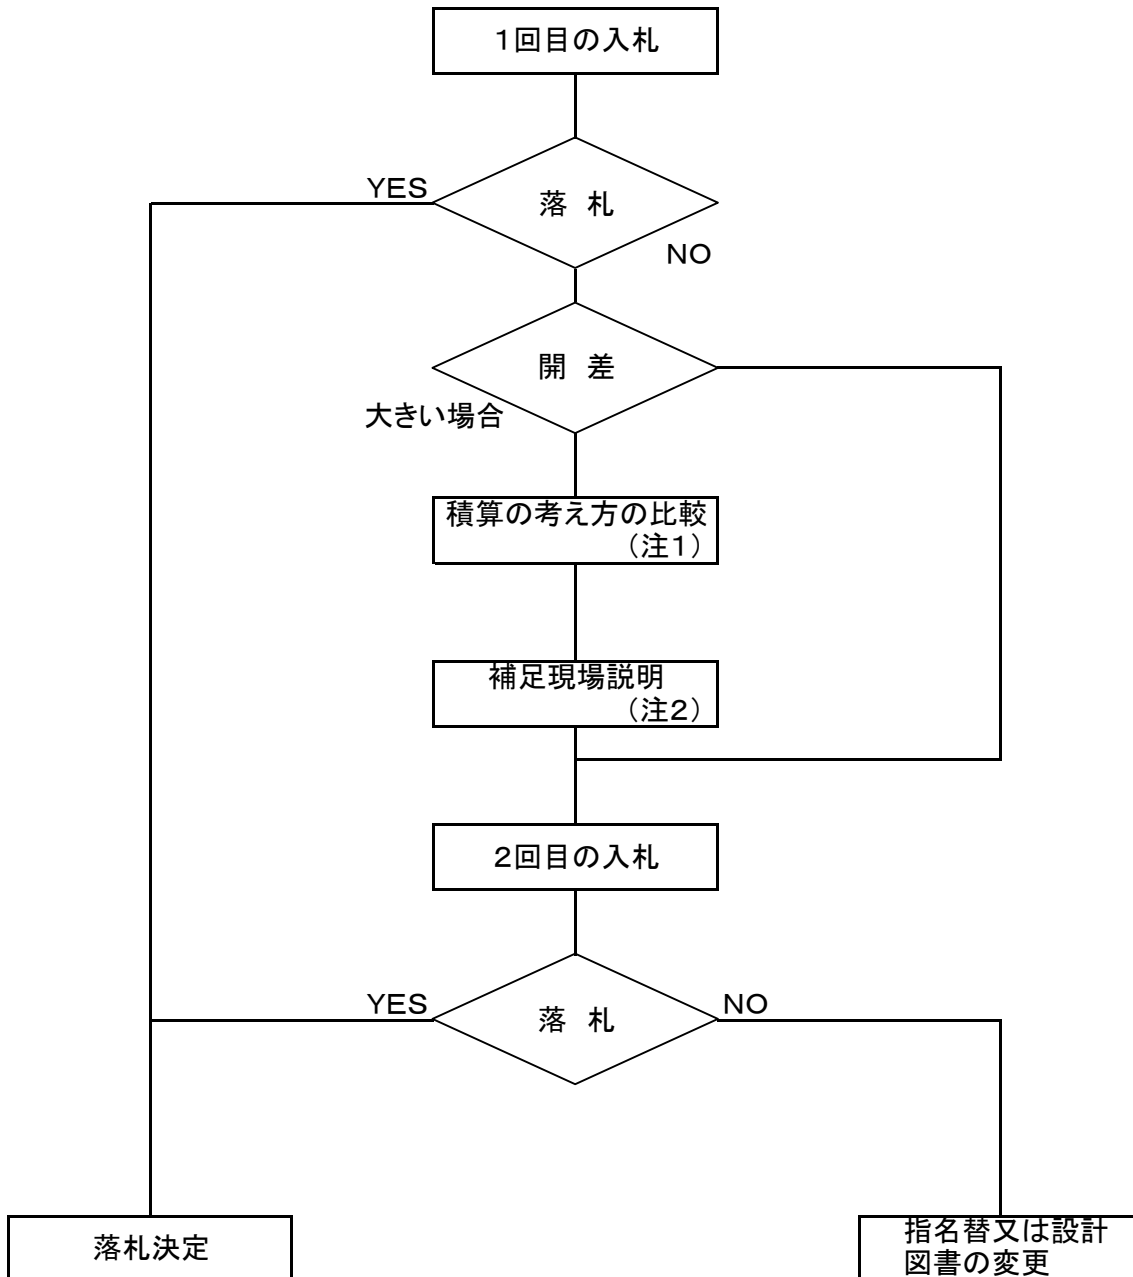 １回目の入札
YES
落　札
NO
開　差
大きい場合
積算の考え方の比較
（注１）
補足現場説明
（注２）
２回目の入札
YES
落　札
NO
落札決定
指名替又は設計
図書の変更